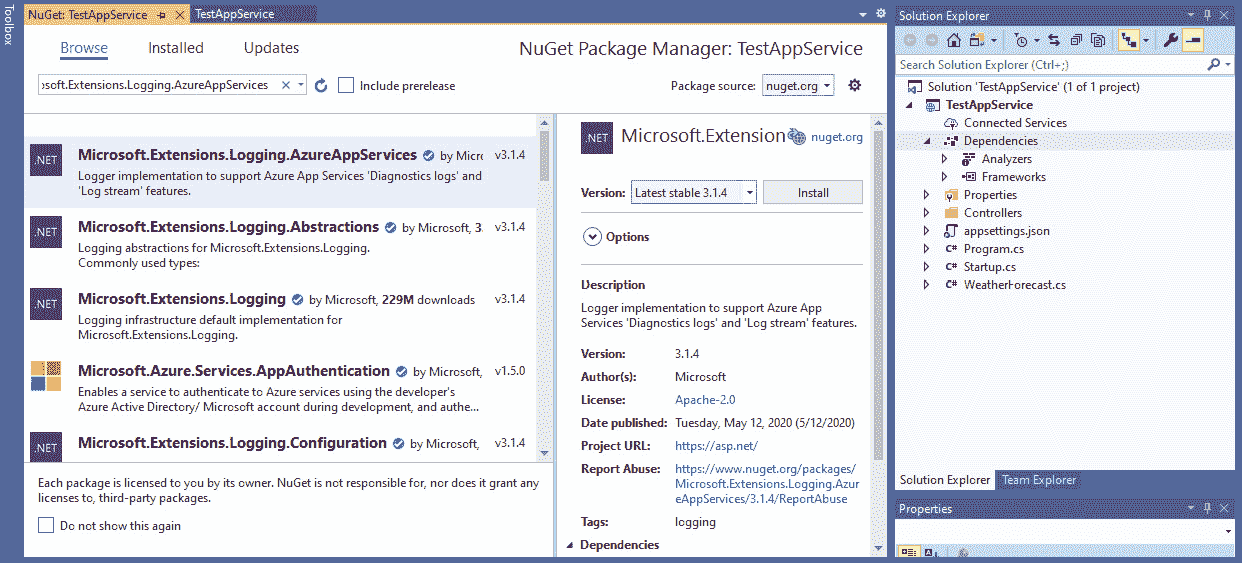 Toolbox
NuGet: TestAppService
TestAppService
Browse
Installed
Updates
NuGet Package Manager: TestAppService
osoft.Extensions.Logging.AzureAppServices
Include prerelease
Package source:
nuget.org
.NET
Microsoft.Extensions.Logging.AzureAppServices by Micr v3.1.4
Logger implementation to support Azure App Services 'Diagnostics logs' and
'Log stream' features.
.NET
Microsoft.Extensions.Logging.Abstractions by Microsoft, 3. v3.1.4
Logging abstractions for Microsoft.Extensions.Logging.
Commonly used types:
.NET
Microsoft.Extensions.Logging by Microsoft, 229M downloads v3.1.4
Logging infrastructure default implementation for
Microsoft.Extensions.Logging.
Microsoft.Azure.Services.AppAuthentication by Microsoft, v1.5.0
Enables a service to authenticate to Azure services using the developer's
Azure Active Directory/ Microsoft account during development, and authe...
.NET
Microsoft.Extensions.Logging.Configuration by Microsoft, v3.1.4
Each package is licensed to you by its owner. NuGet is not responsible for, nor does it grant any
licenses to, third-party packages.
Do not show this again
.NET
Microsoft.Extension nuget.org
Version: Latest stable 3.1.4 Install
Options
Description
Logger implementation to support Azure App
Services 'Diagnostics logs' and 'Log stream' features.
Version: 3.1.4
Author(s): Microsoft
License: Apache-2.0
Date published: Tuesday, May 12, 2020 (5/12/2020)
Project URL: https://asp.net/
Report Abuse: https://www.nuget.org/packages/
Microsoft.Extensions.Logging.Azur
eAppServices/3.1.4/ReportAbuse
Tags: logging
Dependencies
Solution Explorer
Search Solution Explorer (Ctrl+;)
Solution 'TestAppService' (1 of 1 project)
TestAppService
Connected Services
Dependencies
Analyzers
Frameworks
Properties
Controllers
appsettings.json
C# Program.cs
C# Startup.cs
C# WeatherForecast.cs
Solution Explorer
Team Explorer
Properties